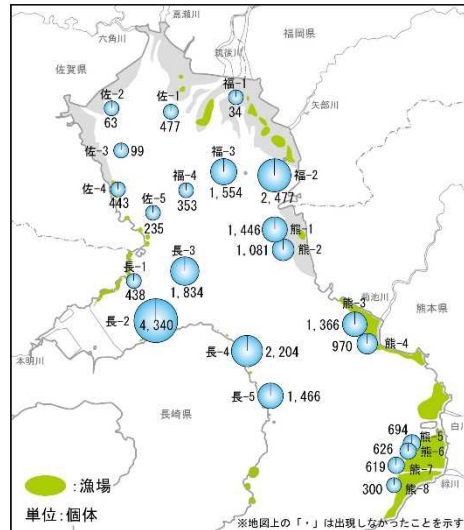 嘉瀬川
六角川
筑後川
福岡県
佐賀県
矢部川
福-1
34
佐-2
63
佐-1
477
佐-3
99
福-3
1,554
福-2
2,477
福-4
353
佐-4
443
佐-5
235
熊-1
1,446
熊-2
1,081
長-3
1,834
長-1
438
菊池川
熊-3
1,366
熊本県
長-2
4,340
熊-4
970
長-4
2,204
本明川
長-5
1,466
長崎県
白川
熊-5
694
熊-6
626
熊-7
619
熊-8
300
緑川
:漁場
単位:個体
※地図上の「・」は出現しなかったことを示す